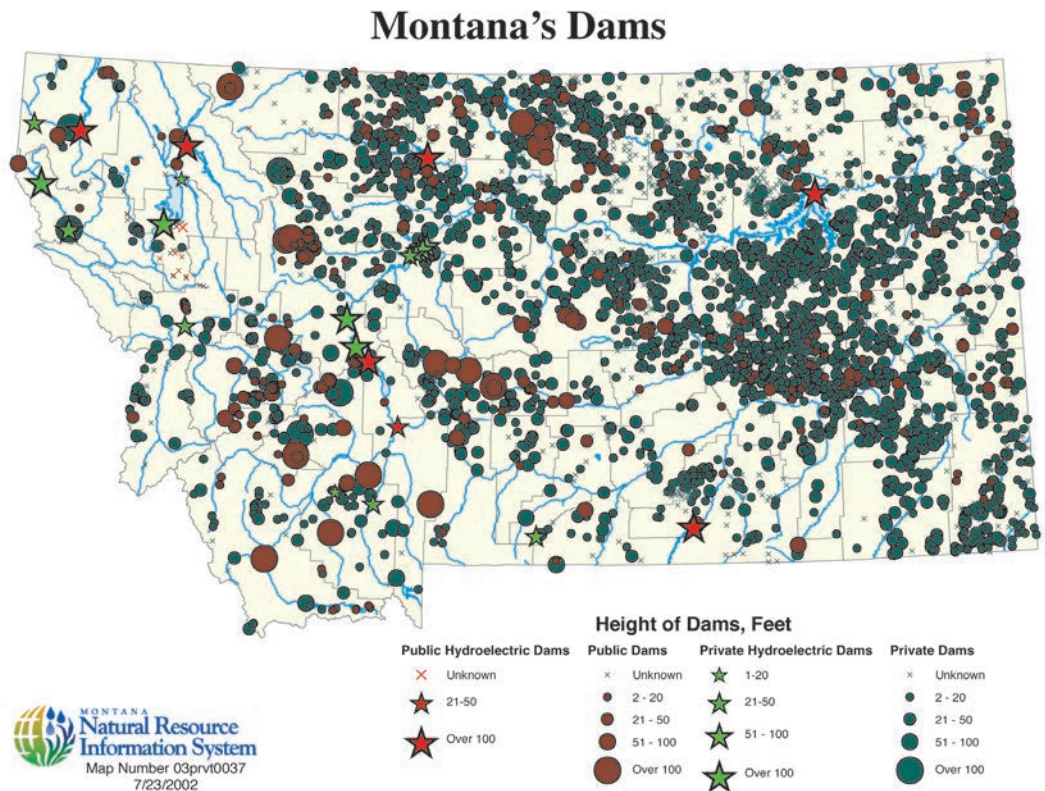 Montana's Dams
Height of Dams, Feet
Public Hydroelectric Dams
Unknown
21-50
Over 100
Public Dams
Unknown
2 - 20
21 - 50
51 - 100
Over 100
Private Hydroelectric Dams
1-20
21-50
51 - 100
Over 100
Private Dams
Unknown
2 - 20
21 - 50
51 - 100
Over 100
MONTANA
Natural Resource
Information System
Map Number 03prvt0037
7/23/2002